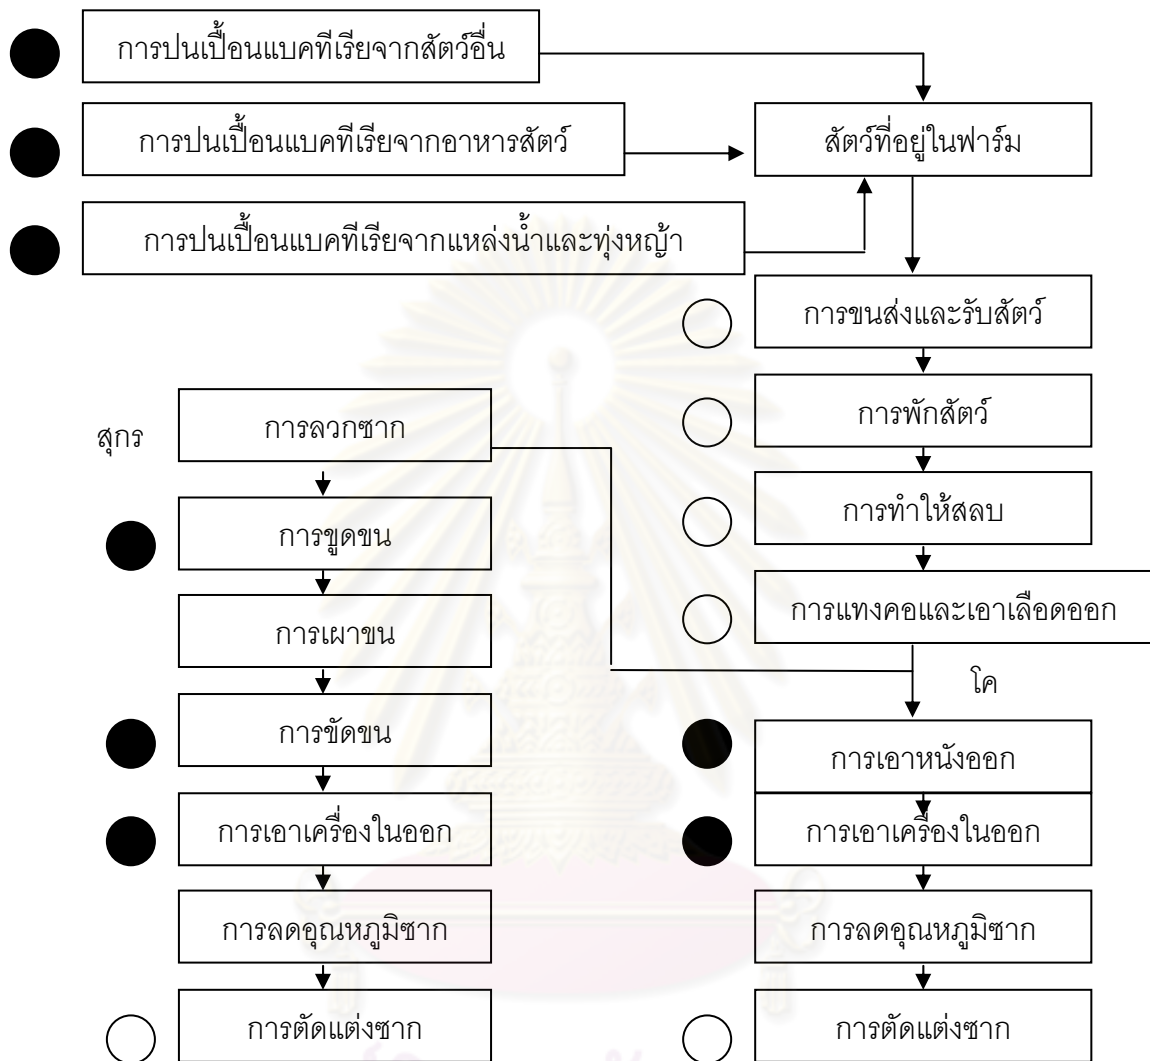 การปนเปื้อนแบคทีเรียจากสัตว์อื่น
การปนเปื้อนแบคทีเรียจากอาหารสัตว์
สัตว์ที่อยู่ในฟาร์ม
การปนเปื้อนแบคทีเรียจากแหล่งน้ำและทุ่งหญ้า
การขนส่งและรับสัตว์
การพักสัตว์
การทำให้สลบ
การแทงคอและเอาเลือดออก
สุกร
การลวกซาก
การขูดขน
การเผาขน
การขัดขน
การเอาเครื่องในออก
การลดอุณหภูมิซาก
การตัดแต่งซาก
โค
การเอาหนังออก
การเอาเครื่องในออก
การลดอุณหภูมิซาก
การตัดแต่งซาก